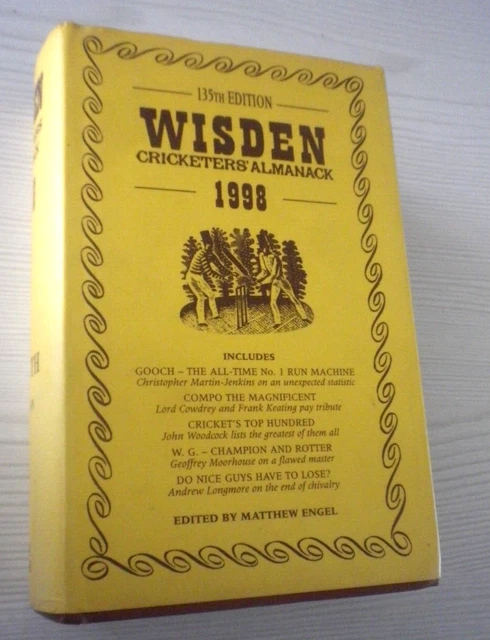 135TH EDITION
WISDEN
CRICKETERS' ALMANACK
1998
INCLUDES
GOOCH – THE ALL-TIME No. 1 RUN MACHINE
Christopher Martin-Jenkins on an unexpected statistic
COMPO THE MAGNIFICENT
Lord Cowdrey and Frank Keating pay tribute
CRICKET'S TOP HUNDRED
John Woodcock lists the greatest of them all
W. G. – CHAMPION AND ROTTER
Geoffrey Moorhouse on a flawed master
DO NICE GUYS HAVE TO LOSE?
Andrew Longmore on the end of chivalry
EDITED BY MATTHEW ENGEL